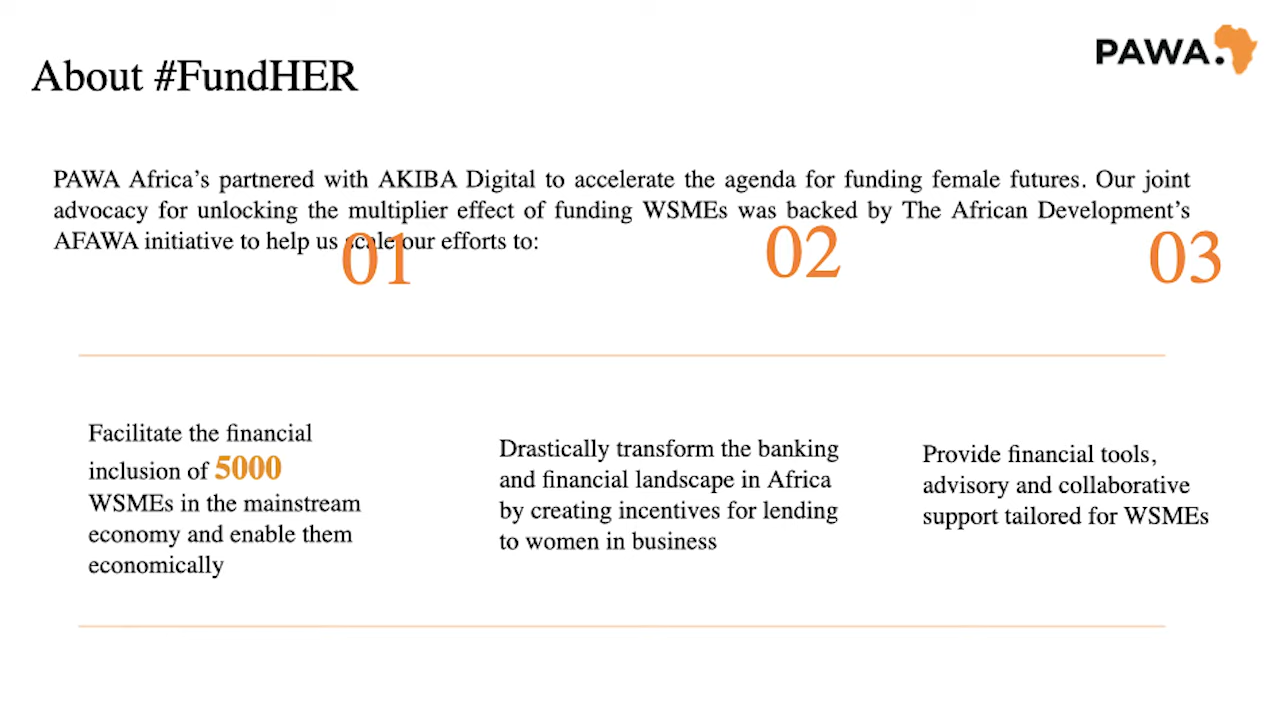 PAWA.
About #FundHER
PAWA Africa’s partnered with AKIBA Digital to accelerate the agenda for funding female futures. Our joint
advocacy for unlocking the multiplier effect of funding WSMEs was backed by The African Development’s
AFAWA initiative to help us scale our efforts to:
01
02
03
Facilitate the financial
inclusion of 5000
WSMEs in the mainstream
economy and enable them
economically
Drastically transform the banking
and financial landscape in Africa
by creating incentives for lending
to women in business
Provide financial tools,
advisory and collaborative
support tailored for WSMEs